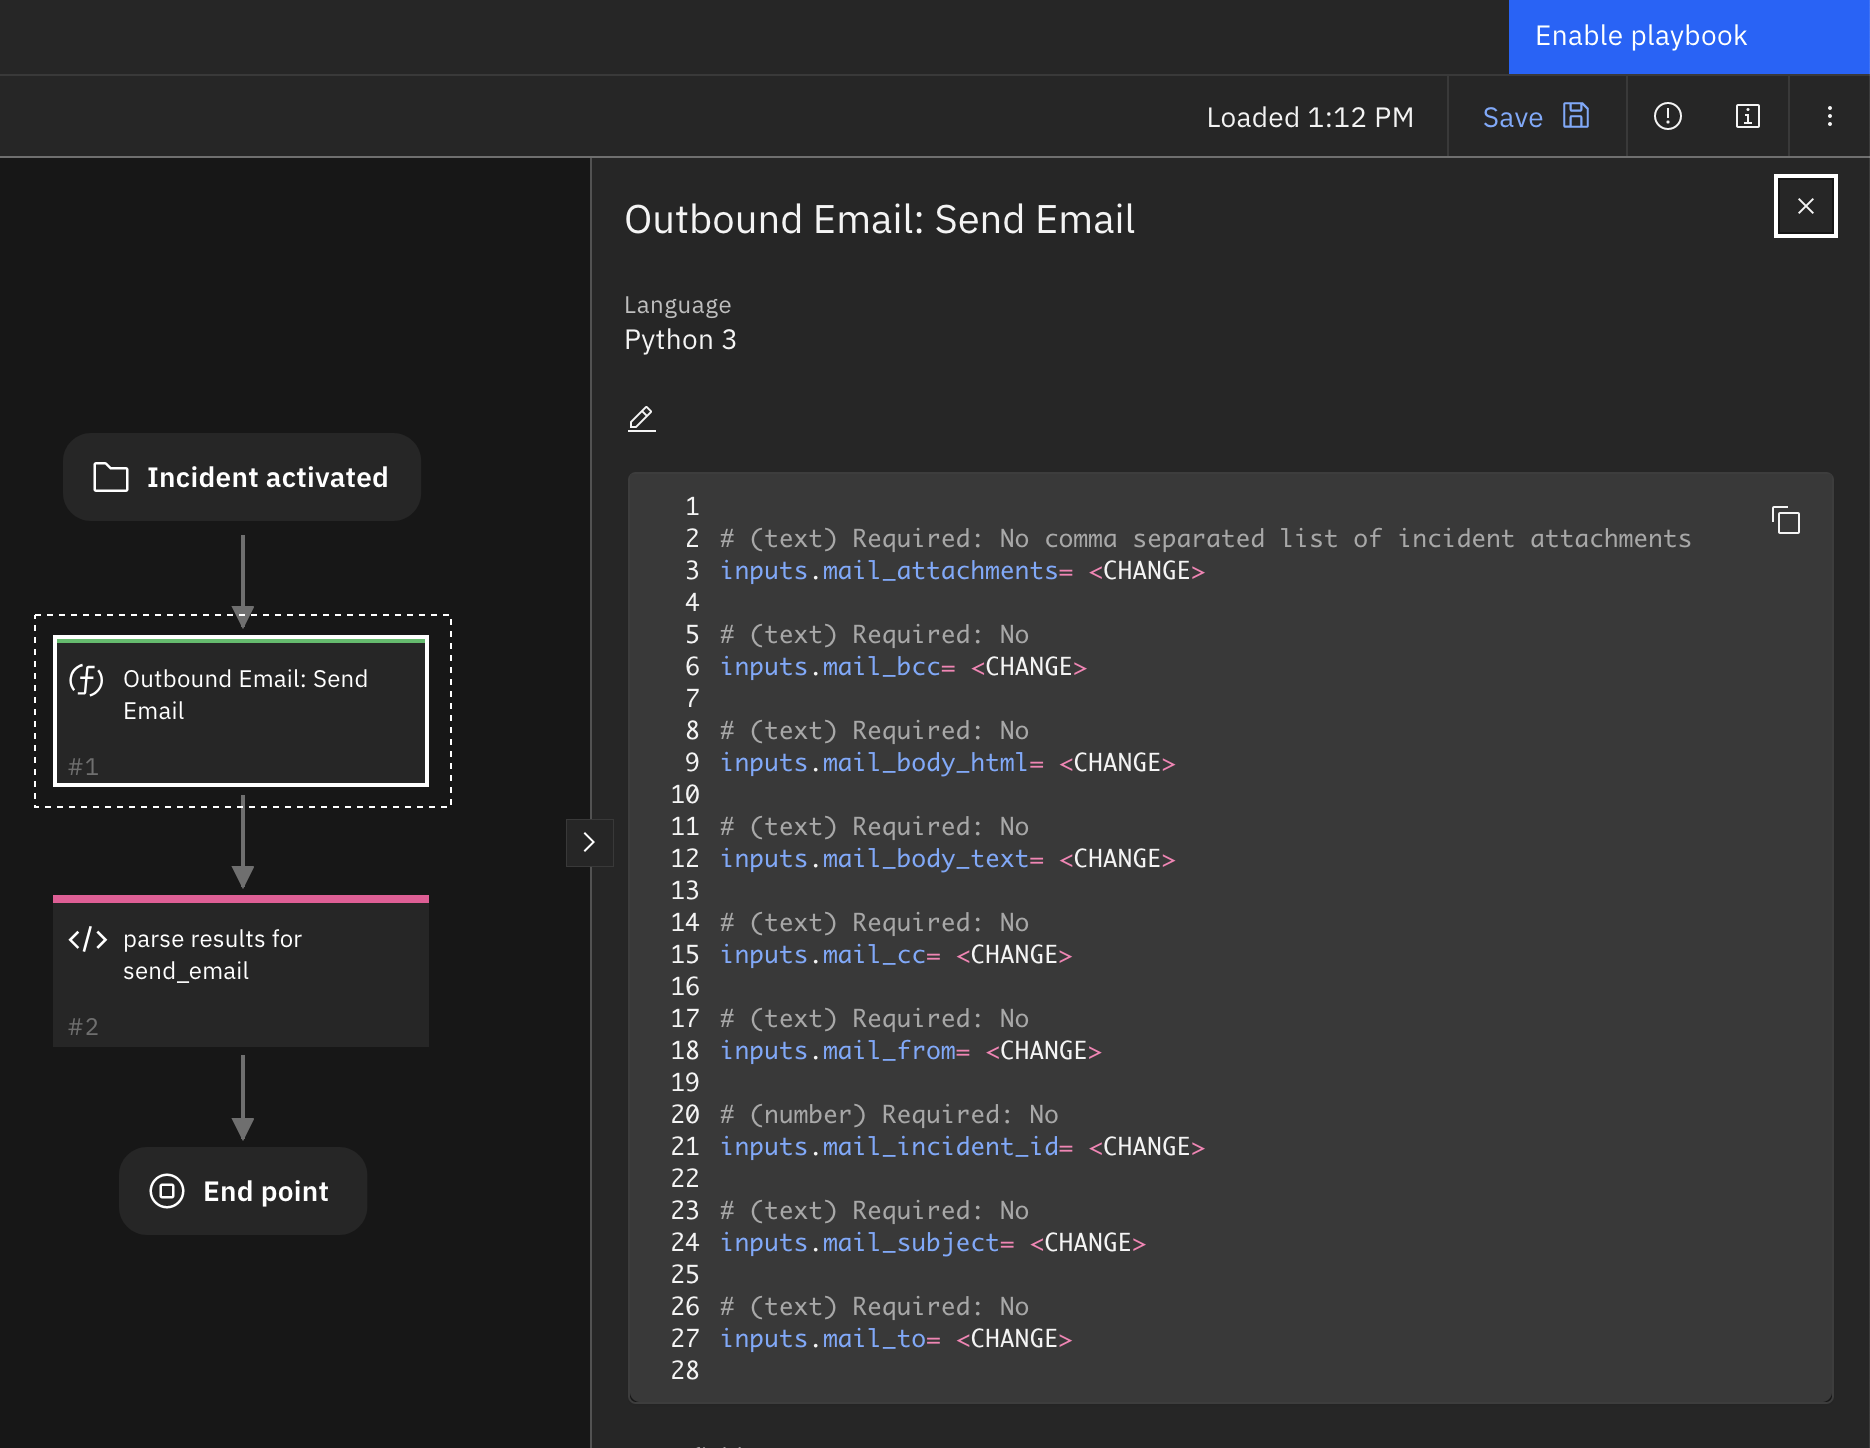 Enable playbook
Loaded 1:12 PM
Save
Incident activated
Outbound Email: Send
Email
#1
parse results for
send_email
#2
End point
Outbound Email: Send Email
Language
Python 3
1
2 # (text) Required: No comma separated list of incident attachments
3 inputs.mail_attachments= <CHANGE>
4
5 # (text) Required: No
6 inputs.mail_bcc= <CHANGE>
7
8 # (text) Required: No
9 inputs.mail_body_html= <CHANGE>
10
11 # (text) Required: No
12 inputs.mail_body_text= <CHANGE>
13
14 # (text) Required: No
15 inputs.mail_cc= <CHANGE>
16
17 # (text) Required: No
18 inputs.mail_from= <CHANGE>
19
20 # (number) Required: No
21 inputs.mail_incident_id= <CHANGE>
22
23 # (text) Required: No
24 inputs.mail_subject= <CHANGE>
25
26 # (text) Required: No
27 inputs.mail_to= <CHANGE>
28